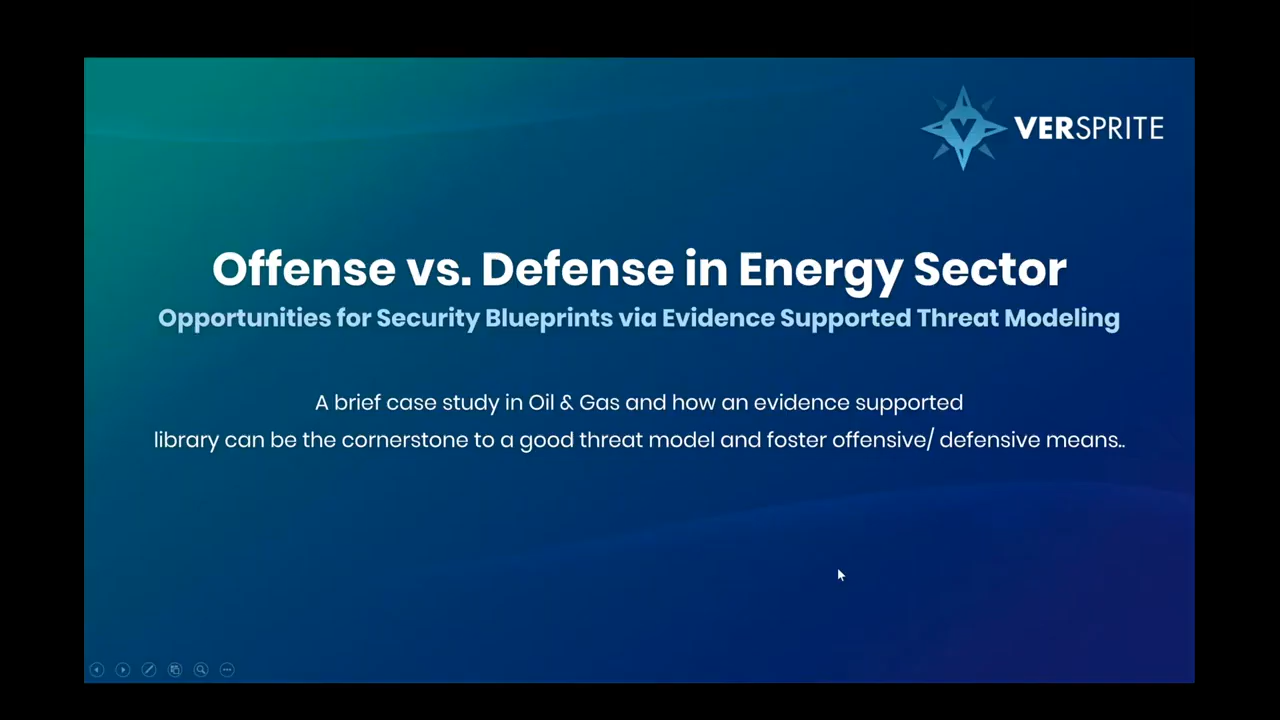 VERSPRITE
Offense vs. Defense in Energy Sector
Opportunities for Security Blueprints via Evidence Supported Threat Modeling
A brief case study in Oil & Gas and how an evidence supported
library can be the cornerstone to a good threat model and foster offensive/ defensive means..